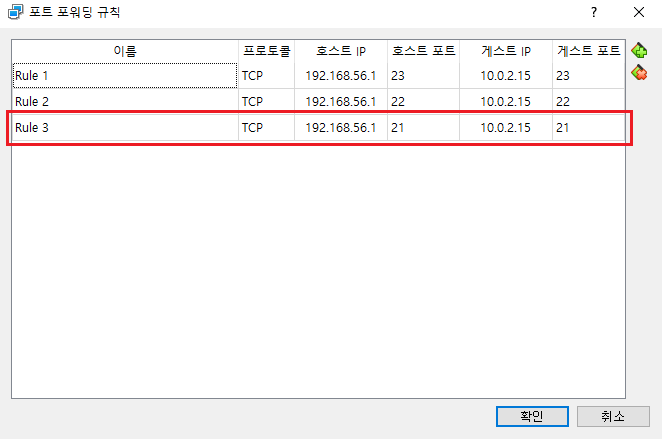 포트 포워딩 규칙
이름 프로토콜 호스트 IP 호스트 포트 게스트 IP 게스트 포트
Rule 1 TCP 192.168.56.1 23 10.0.2.15 23
Rule 2 TCP 192.168.56.1 22 10.0.2.15 22
Rule 3 TCP 192.168.56.1 21 10.0.2.15 21
확인 취소